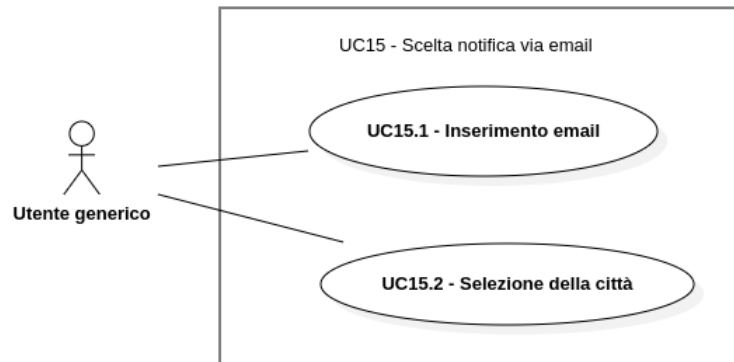 UC15 - Scelta notifica via email
UC15.1 - Inserimento email
Utente generico
UC15.2 - Selezione della città